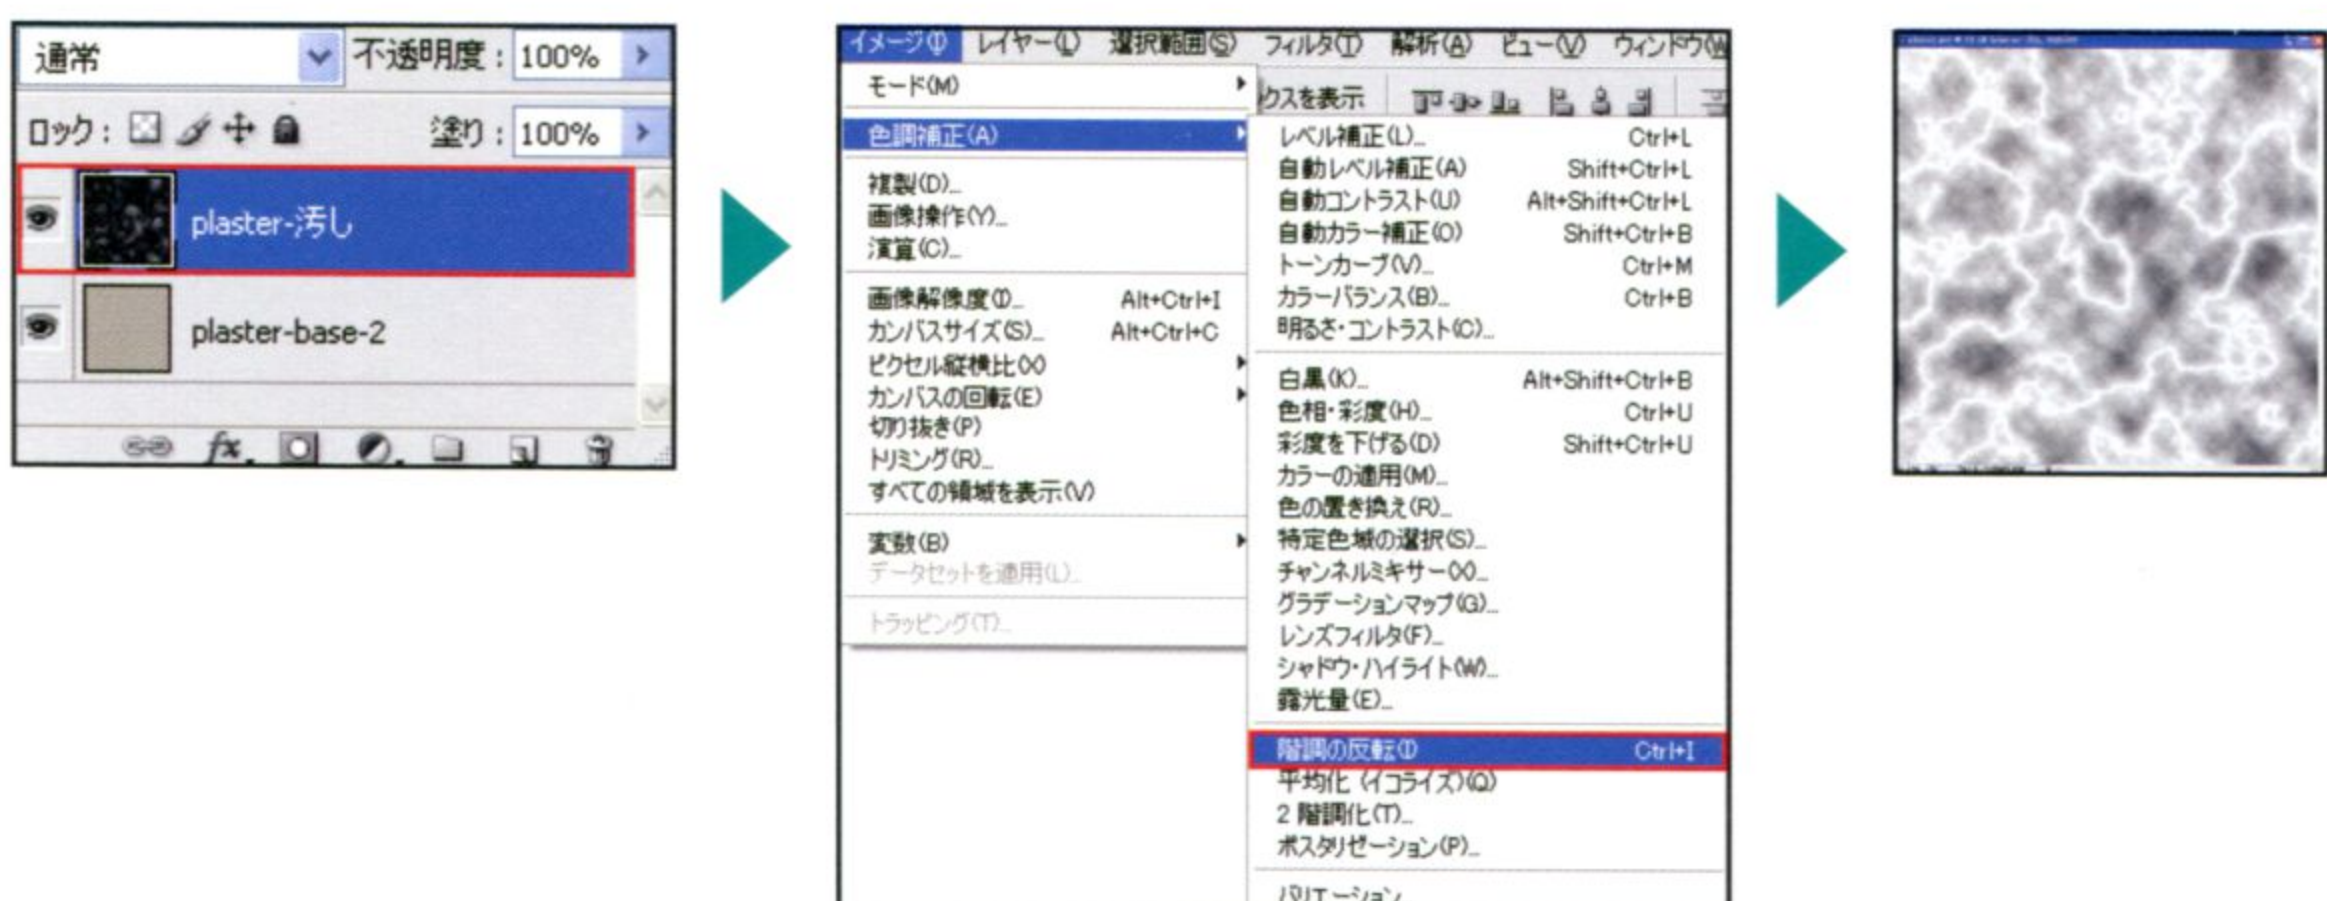 通常 不透明度: 100%
ロック: 塗り: 100%
plaster-汚し
plaster-base-2
イメージ(I) レイヤー(L) 選択範囲(S) フィルタ(T) 解析(A) ビュー(V) ウィンドウ(W
モード(M)
クスを表示
色調補正(A)
複製(D)...
画像操作(Y)...
演算(C)...
画像解像度(I)... Alt+Ctrl+I
カンバスサイズ(S)... Alt+Ctrl+C
ピクセル縦横比(X)
カンバスの回転(E)
切り抜き(P)
トリミング(R)...
すべての領域を表示(V)
変数(B)
データセットを適用(L)...
トラッピング(T)...
レベル補正(L)... Ctrl+L
自動レベル補正(A) Shift+Ctrl+L
自動コントラスト(U) Alt+Shift+Ctrl+L
自動カラー補正(O) Shift+Ctrl+B
トーンカーブ(V)... Ctrl+M
カラーバランス(B)... Ctrl+B
明るさ・コントラスト(C)...
白黒(K)... Alt+Shift+Ctrl+B
色相・彩度(H)... Ctrl+U
彩度を下げる(D) Shift+Ctrl+U
カラーの適用(M)...
色の置き換え(R)...
特定色域の選択(S)...
チャンネルミキサー(X)...
グラデーションマップ(G)...
レンズフィルタ(F)...
シャドウ・ハイライト(W)...
露光量(E)...
階調の反転(I) Ctrl+I
平均化 (イコライズ)(Q)
2 階調化(T)...
ポスタリゼーション(P)...
バリエーション